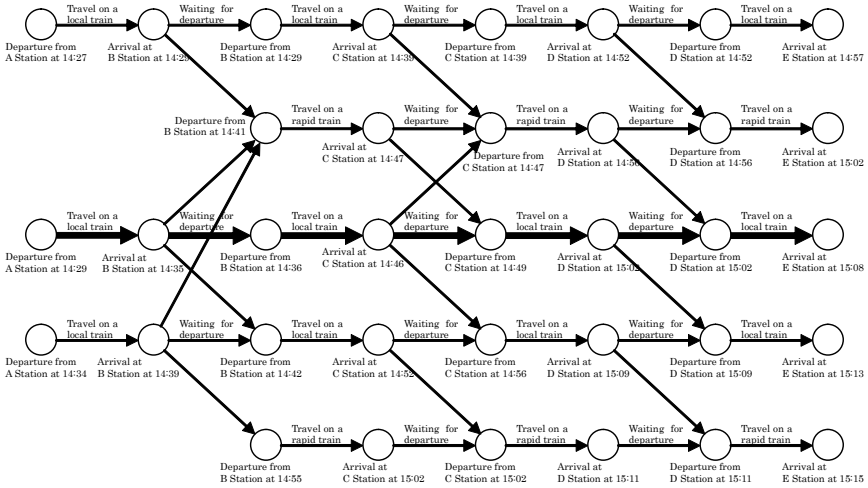 Travel on a
local train
Waiting for
departure
Travel on a
local train
Waiting for
departure
Travel on a
local train
Waiting for
departure
Travel on a
local train
Departure from
A Station at 14:27
Arrival at
B Station at 14:29
Departure from
B Station at 14:29
Arrival at
C Station at 14:39
Departure from
C Station at 14:39
Arrival at
D Station at 14:52
Departure from
D Station at 14:52
Arrival at
E Station at 14:57
Departure from
B Station at 14:41
Travel on a
rapid train
Waiting for
departure
Travel on a
rapid train
Waiting for
departure
Travel on a
rapid train
Arrival at
C Station at 14:47
Departure from
C Station at 14:47
Arrival at
D Station at 14:56
Departure from
D Station at 14:56
Arrival at
E Station at 15:02
Travel on a
local train
Waiting for
departure
Travel on a
local train
Waiting for
departure
Travel on a
local train
Waiting for
departure
Travel on a
local train
Departure from
A Station at 14:29
Arrival at
B Station at 14:35
Departure from
B Station at 14:36
Arrival at
C Station at 14:46
Departure from
C Station at 14:49
Arrival at
D Station at 15:02
Departure from
D Station at 15:02
Arrival at
E Station at 15:08
Travel on a
local train
Waiting for
departure
Travel on a
local train
Waiting for
departure
Travel on a
local train
Waiting for
departure
Travel on a
local train
Departure from
A Station at 14:34
Arrival at
B Station at 14:39
Departure from
B Station at 14:42
Arrival at
C Station at 14:52
Departure from
C Station at 14:56
Arrival at
D Station at 15:09
Departure from
D Station at 15:09
Arrival at
E Station at 15:13
Travel on a
rapid train
Waiting for
departure
Travel on a
rapid train
Waiting for
departure
Travel on a
rapid train
Departure from
B Station at 14:55
Arrival at
C Station at 15:02
Departure from
C Station at 15:02
Arrival at
D Station at 15:11
Departure from
D Station at 15:11
Arrival at
E Station at 15:15